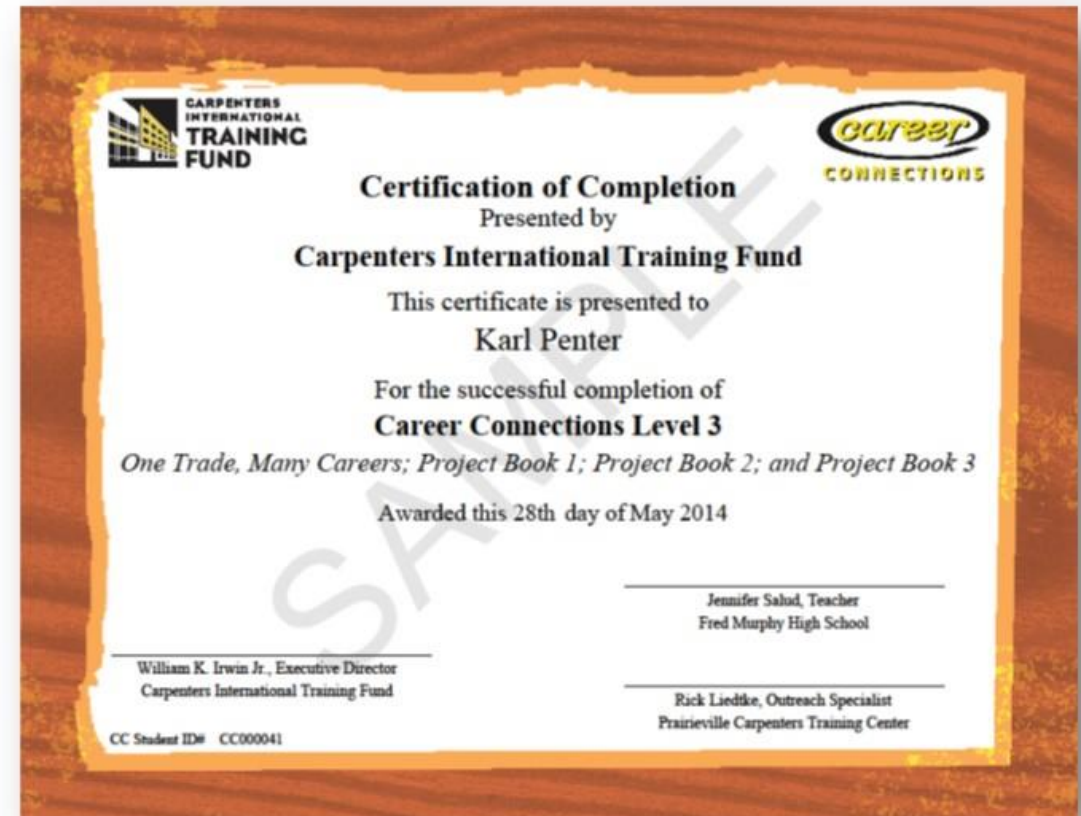 CARPENTERS
INTERNATIONAL
TRAINING
FUND
career
CONNECTIONS
Certification of Completion
Presented by
Carpenters International Training Fund
This certificate is presented to
Karl Penter
For the successful completion of
Career Connections Level 3
One Trade, Many Careers; Project Book 1; Project Book 2; and Project Book 3
Awarded this 28th day of May 2014
SAMPLE
Jennifer Salud, Teacher
Fred Murphy High School
William K. Irwin Jr., Executive Director
Carpenters International Training Fund
Rick Liedtke, Outreach Specialist
Prairieville Carpenters Training Center
CC Student ID# CC000041